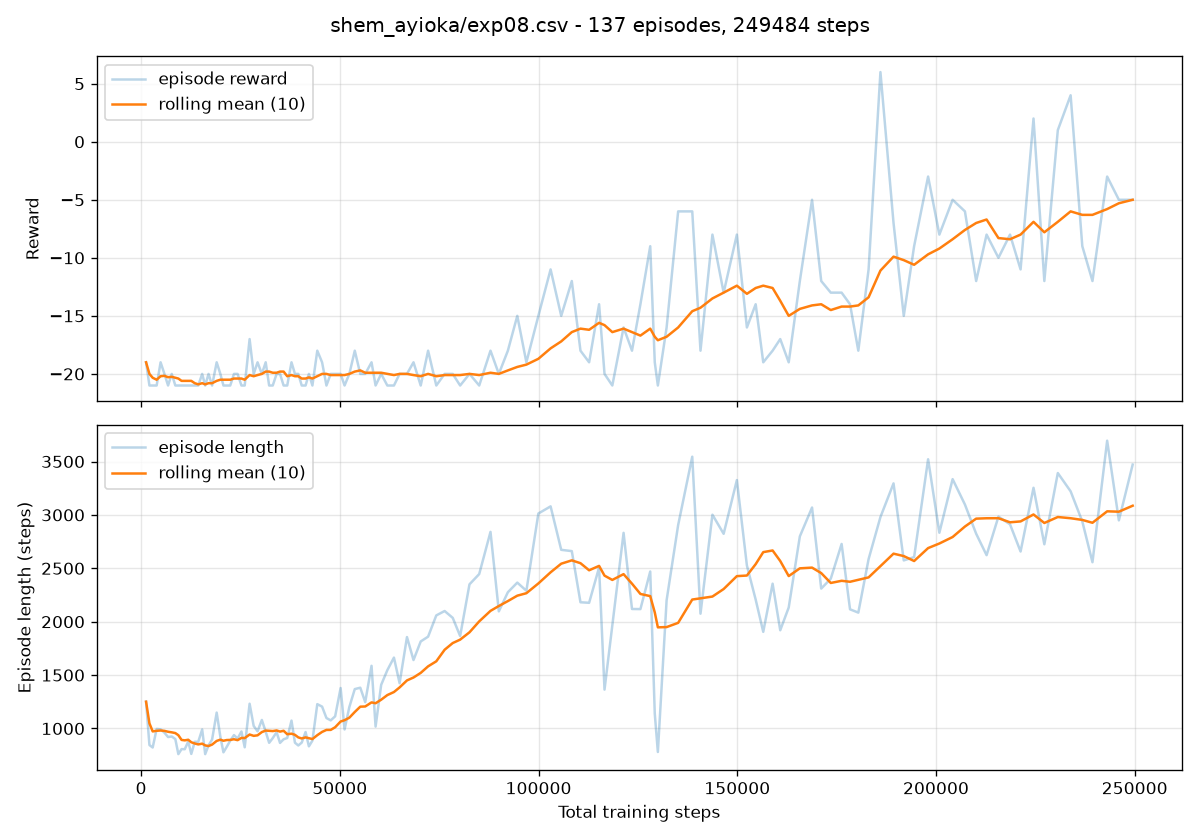 shem_ayioka/exp08.csv - 137 episodes, 249484 steps
episode reward
rolling mean (10)
5
0
−5
−10
−15
−20
Reward
episode length
rolling mean (10)
3500
3000
2500
2000
1500
1000
Episode length (steps)
0
50000
100000
150000
200000
250000
Total training steps